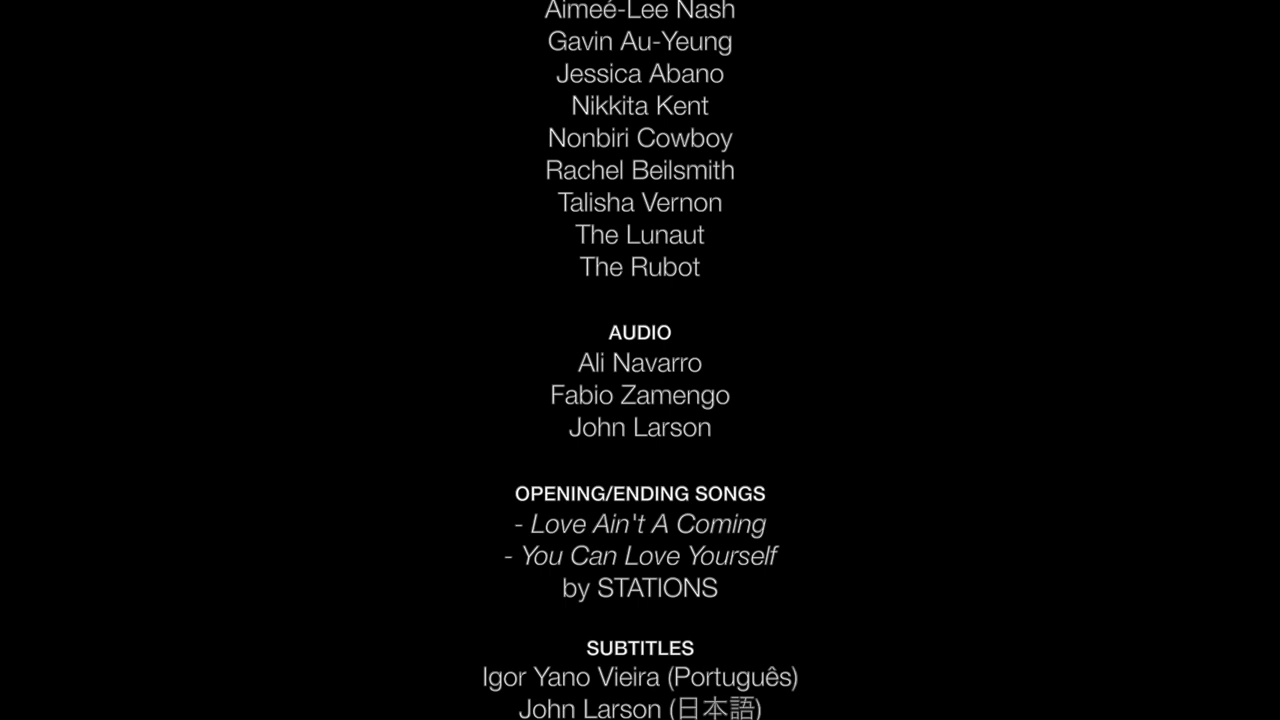 Aimeé-Lee Nash
Gavin Au-Yeung
Jessica Abano
Nikkita Kent
Nonbiri Cowboy
Rachel Beilsmith
Talisha Vernon
The Lunaut
The Rubot
AUDIO
Ali Navarro
Fabio Zamengo
John Larson
OPENING/ENDING SONGS
- Love Ain't A Coming
- You Can Love Yourself
by STATIONS
SUBTITLES
Igor Yano Vieira (Português)
John Larson (日本語)